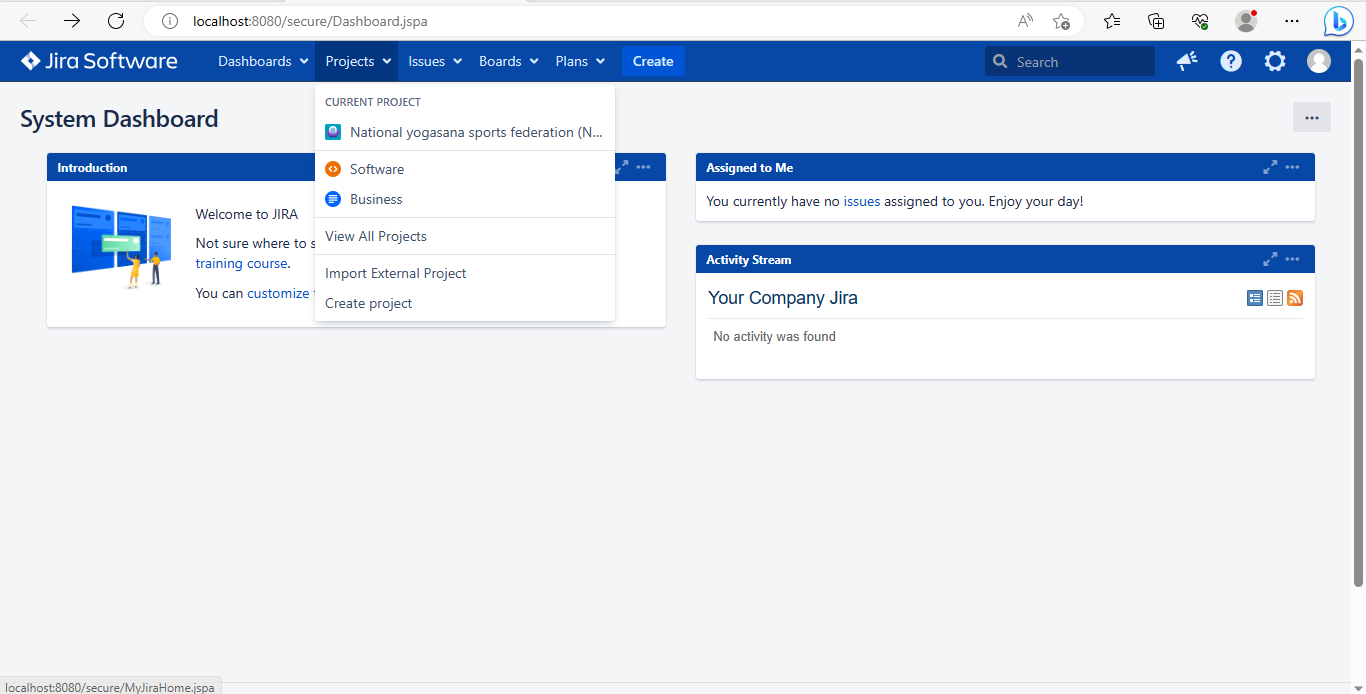 localhost:8080/secure/Dashboard.jspa
Jira Software
Dashboards
Projects
Issues
Boards
Plans
Create
Search
System Dashboard
CURRENT PROJECT
National yogasana sports federation (N...
Software
Business
View All Projects
Import External Project
Create project
Introduction
Welcome to JIRA
Not sure where to s
training course.
You can customize
Assigned to Me
You currently have no issues assigned to you. Enjoy your day!
Activity Stream
Your Company Jira
No activity was found
localhost:8080/secure/MyJiraHome.jspa